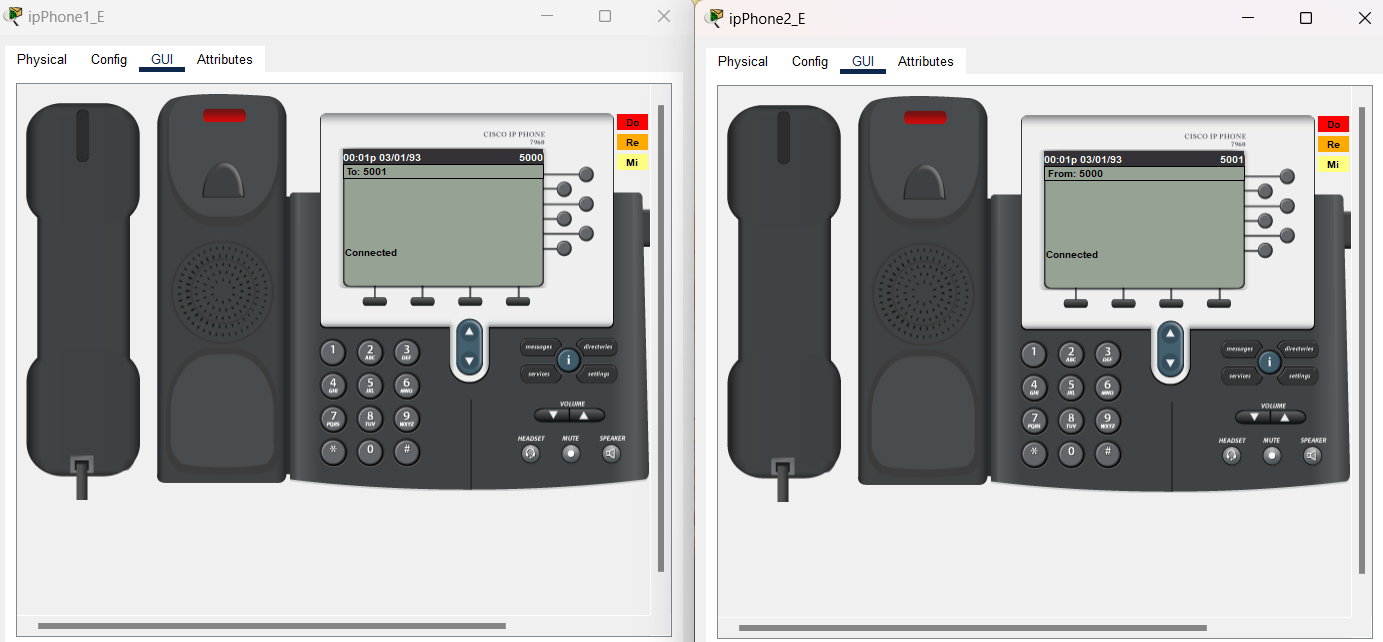 ipPhone1_E
Physical Config GUI Attributes
CISCO IP PHONE
7960
00:01p 03/01/93 5000
To: 5001
Connected
Do
Re
Mi
1 2 ABC 3 DEF
4 GHI 5 JKL 6 MNO
7 PQRS 8 TUV 9 WXYZ
* 0 #
messages directories
i
services settings
VOLUME
HEADSET MUTE SPEAKER
ipPhone2_E
Physical Config GUI Attributes
CISCO IP PHONE
7960
00:01p 03/01/93 5001
From: 5000
Connected
Do
Re
Mi
1 2 ABC 3 DEF
4 GHI 5 JKL 6 MNO
7 PQRS 8 TUV 9 WXYZ
* 0 #
messages directories
i
services settings
VOLUME
HEADSET MUTE SPEAKER